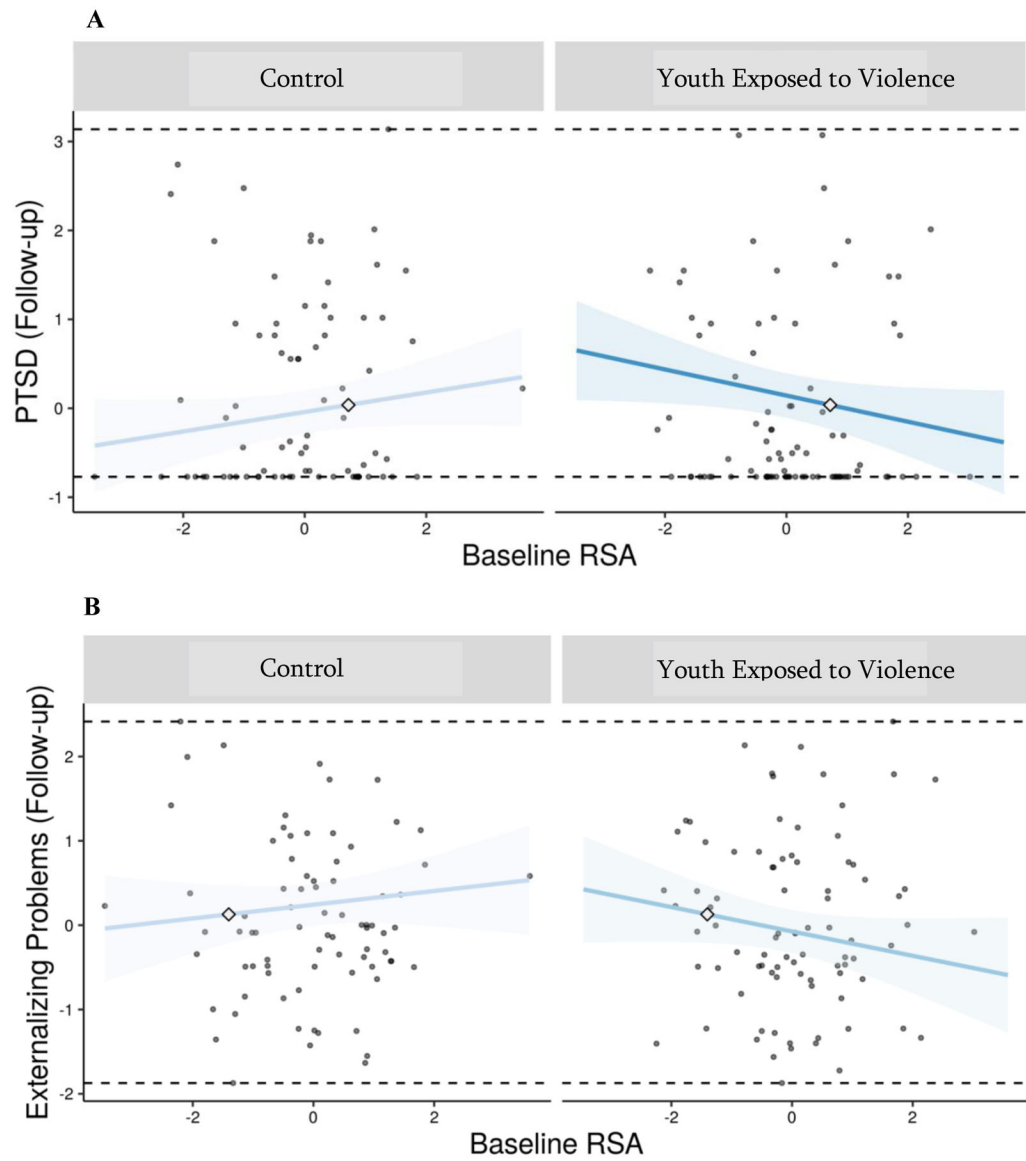 A
Control
Youth Exposed to Violence
3
2
1
0
-1
PTSD (Follow-up)
-2 0 2
-2 0 2
Baseline RSA
B
Control
Youth Exposed to Violence
2
1
0
-1
-2
Externalizing Problems (Follow-up)
-2 0 2
-2 0 2
Baseline RSA